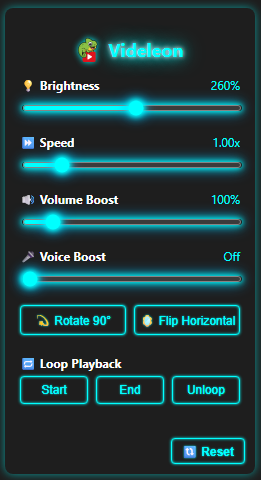 Videleon
Brightness 260%
Speed 1.00x
Volume Boost 100%
Voice Boost Off
Rotate 90° Flip Horizontal
Loop Playback
Start End Unloop
Reset